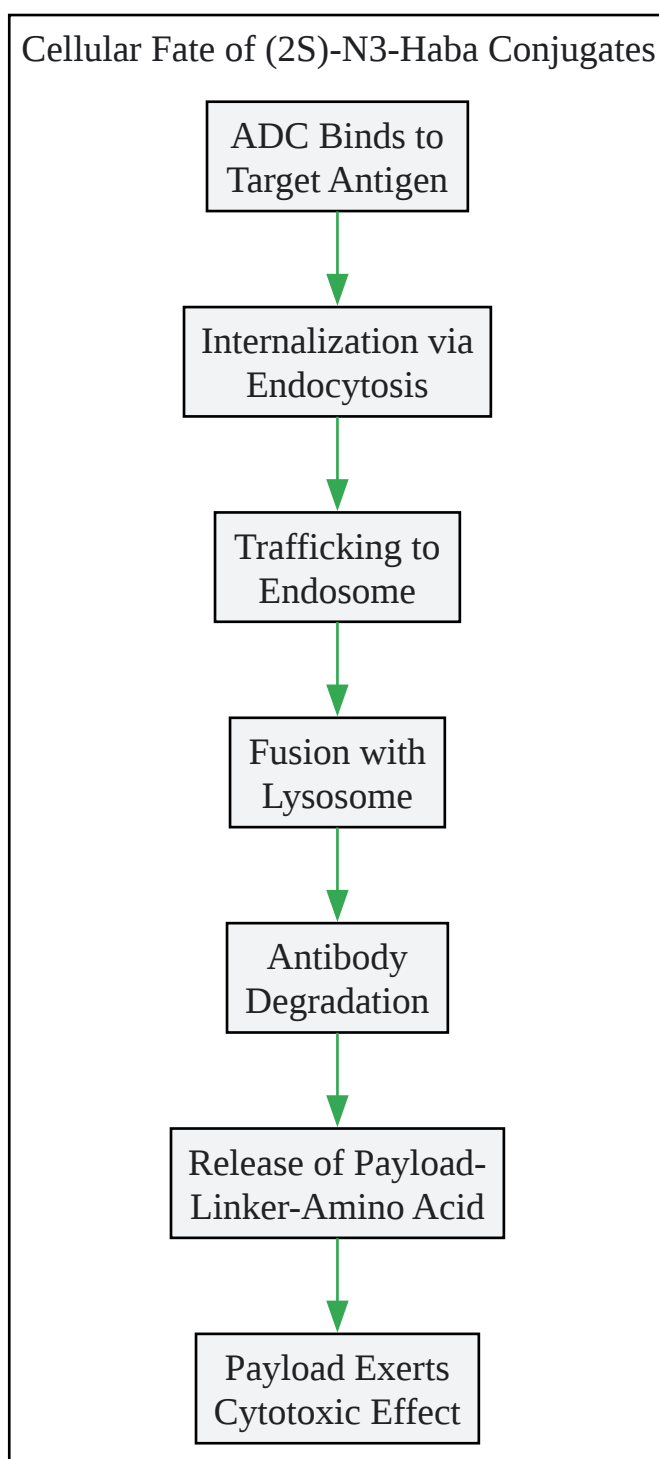 Cellular Fate of (2S)-N3-Haba Conjugates
ADC Binds to
Target Antigen
Internalization via
Endocytosis
Trafficking to
Endosome
Fusion with
Lysosome
Antibody
Degradation
Release of Payload-
Linker-Amino Acid
Payload Exerts
Cytotoxic Effect